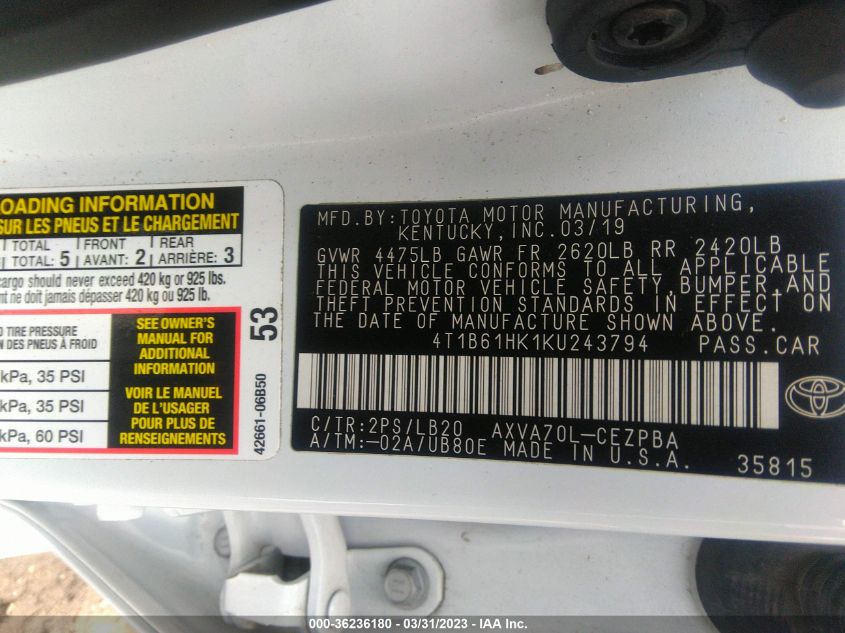 OADING INFORMATION
SUR LES PNEUS ET LE CHARGEMENT
TOTAL 5 FRONT REAR
TOTAL: AVANT: 2 ARRIÈRE: 3
cargo should never exceed 420 kg or 925 lbs.
nt ne doit jamais dépasser 420 kg ou 925 lb.
TIRE PRESSURE
N DES PNEUS À FROID
kPa, 35 PSI
kPa, 35 PSI
kPa, 60 PSI
SEE OWNER'S
MANUAL FOR
ADDITIONAL
INFORMATION
VOIR LE MANUEL
DE L'USAGER
POUR PLUS DE
RENSEIGNEMENTS
53
42661-06B50
MFD.BY:TOYOTA MOTOR MANUFACTURING,
KENTUCKY,INC.03/19
GVWR 4475LB GAWR FR 2620LB RR 2420LB
THIS VEHICLE CONFORMS TO ALL APPLICABLE
FEDERAL MOTOR VEHICLE SAFETY,BUMPER,AND
THEFT PREVENTION STANDARDS IN EFFECT ON
THE DATE OF MANUFACTURE SHOWN ABOVE.
4T1B61HK1KU243794 PASS.CAR
C/TR:2PS/LB20 AXVA70L-CEZPBA
A/TM:-02A/UB80E MADE IN U.S.A. 35815
000-36236180 - 03/31/2023 - IAA Inc.